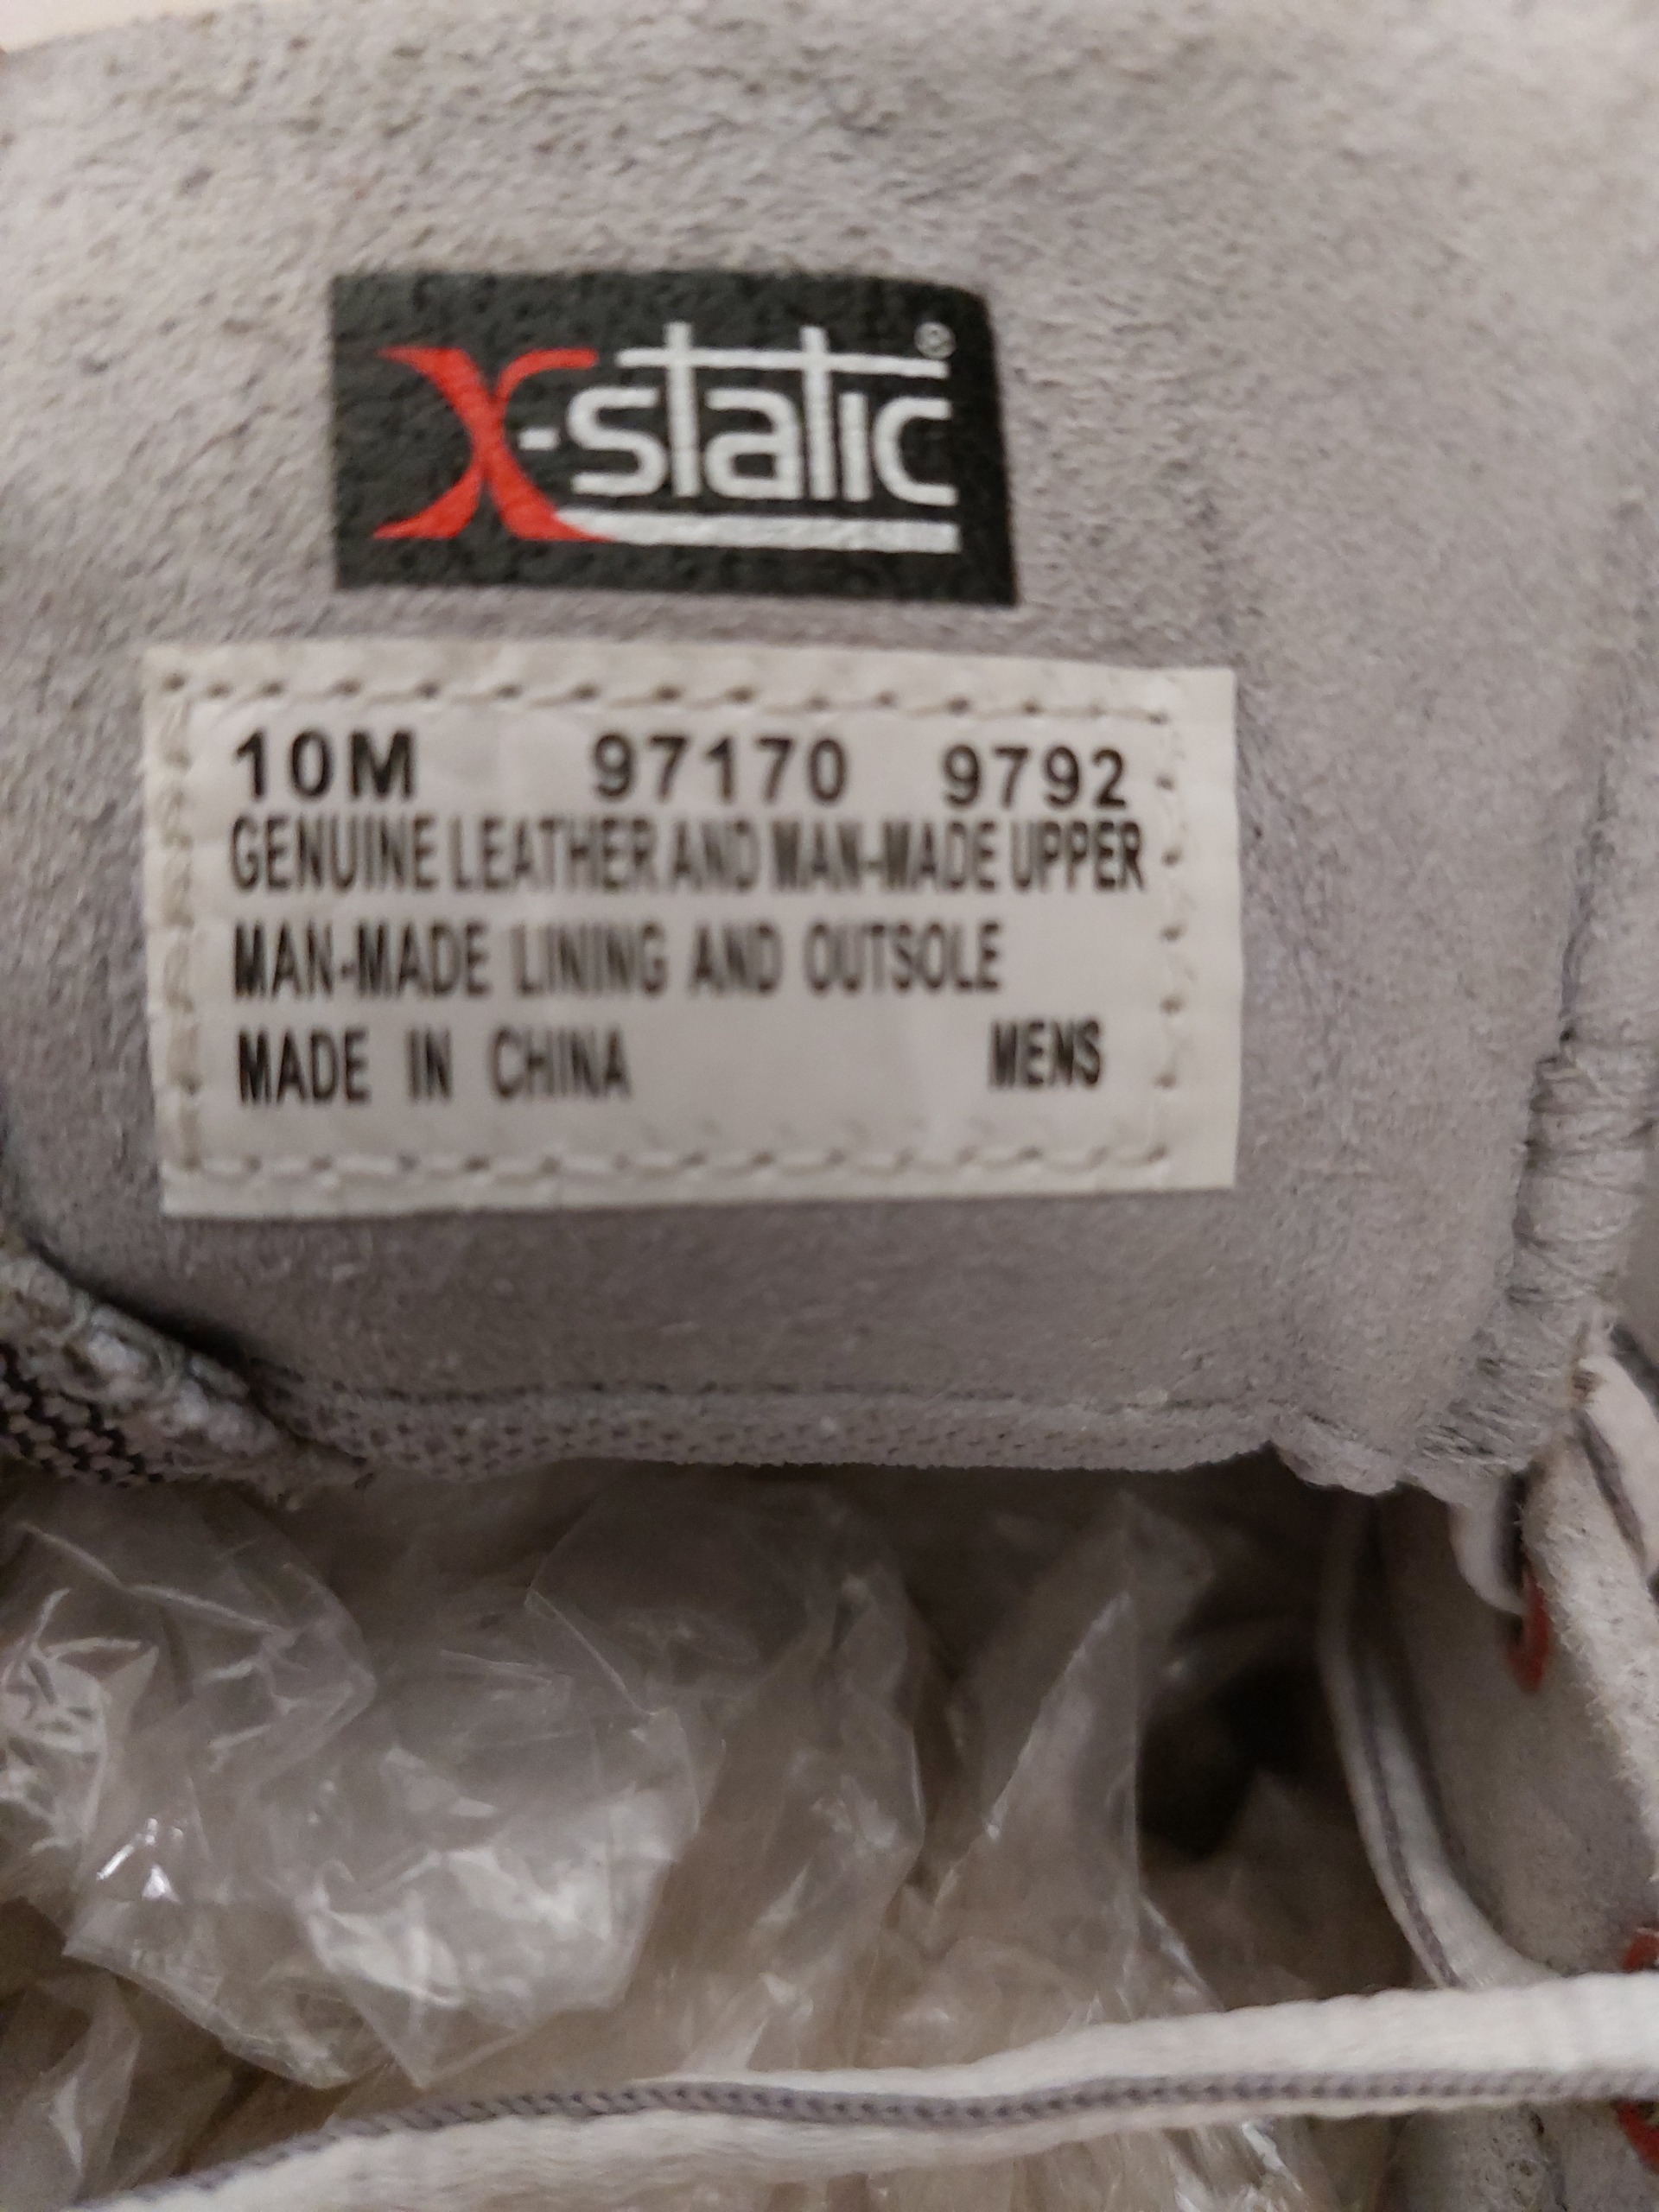 X-static®
10M 97170 9792
GENUINE LEATHER AND MAN-MADE UPPER
MAN-MADE LINING AND OUTSOLE
MADE IN CHINA MENS